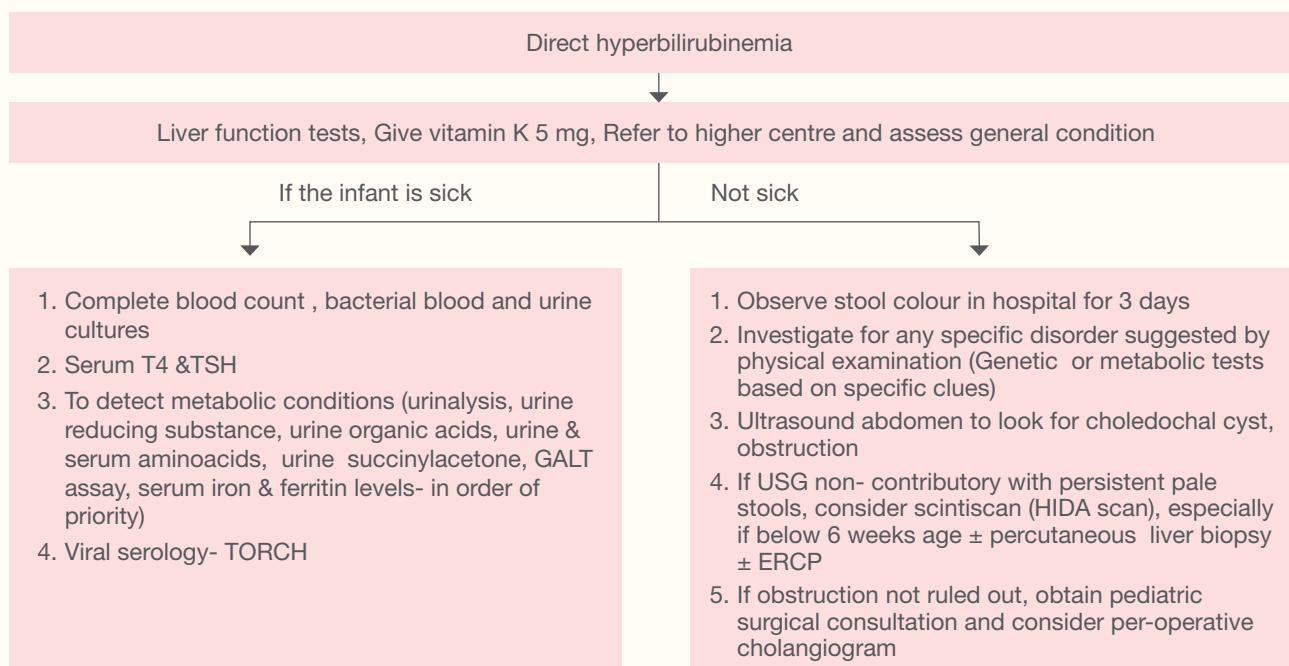 Direct hyperbilirubinemia
Liver function tests, Give vitamin K 5 mg, Refer to higher centre and assess general condition
If the infant is sick
Not sick
1. Complete blood count , bacterial blood and urine
cultures
2. Serum T4 &TSH
3. To detect metabolic conditions (urinalysis, urine
reducing substance, urine organic acids, urine &
serum aminoacids, urine succinylacetone, GALT
assay, serum iron & ferritin levels- in order of
priority)
4. Viral serology- TORCH
1. Observe stool colour in hospital for 3 days
2. Investigate for any specific disorder suggested by
physical examination (Genetic or metabolic tests
based on specific clues)
3. Ultrasound abdomen to look for choledochal cyst,
obstruction
4. If USG non- contributory with persistent pale
stools, consider scintiscan (HIDA scan), especially
if below 6 weeks age ± percutaneous liver biopsy
± ERCP
5. If obstruction not ruled out, obtain pediatric
surgical consultation and consider per-operative
cholangiogram